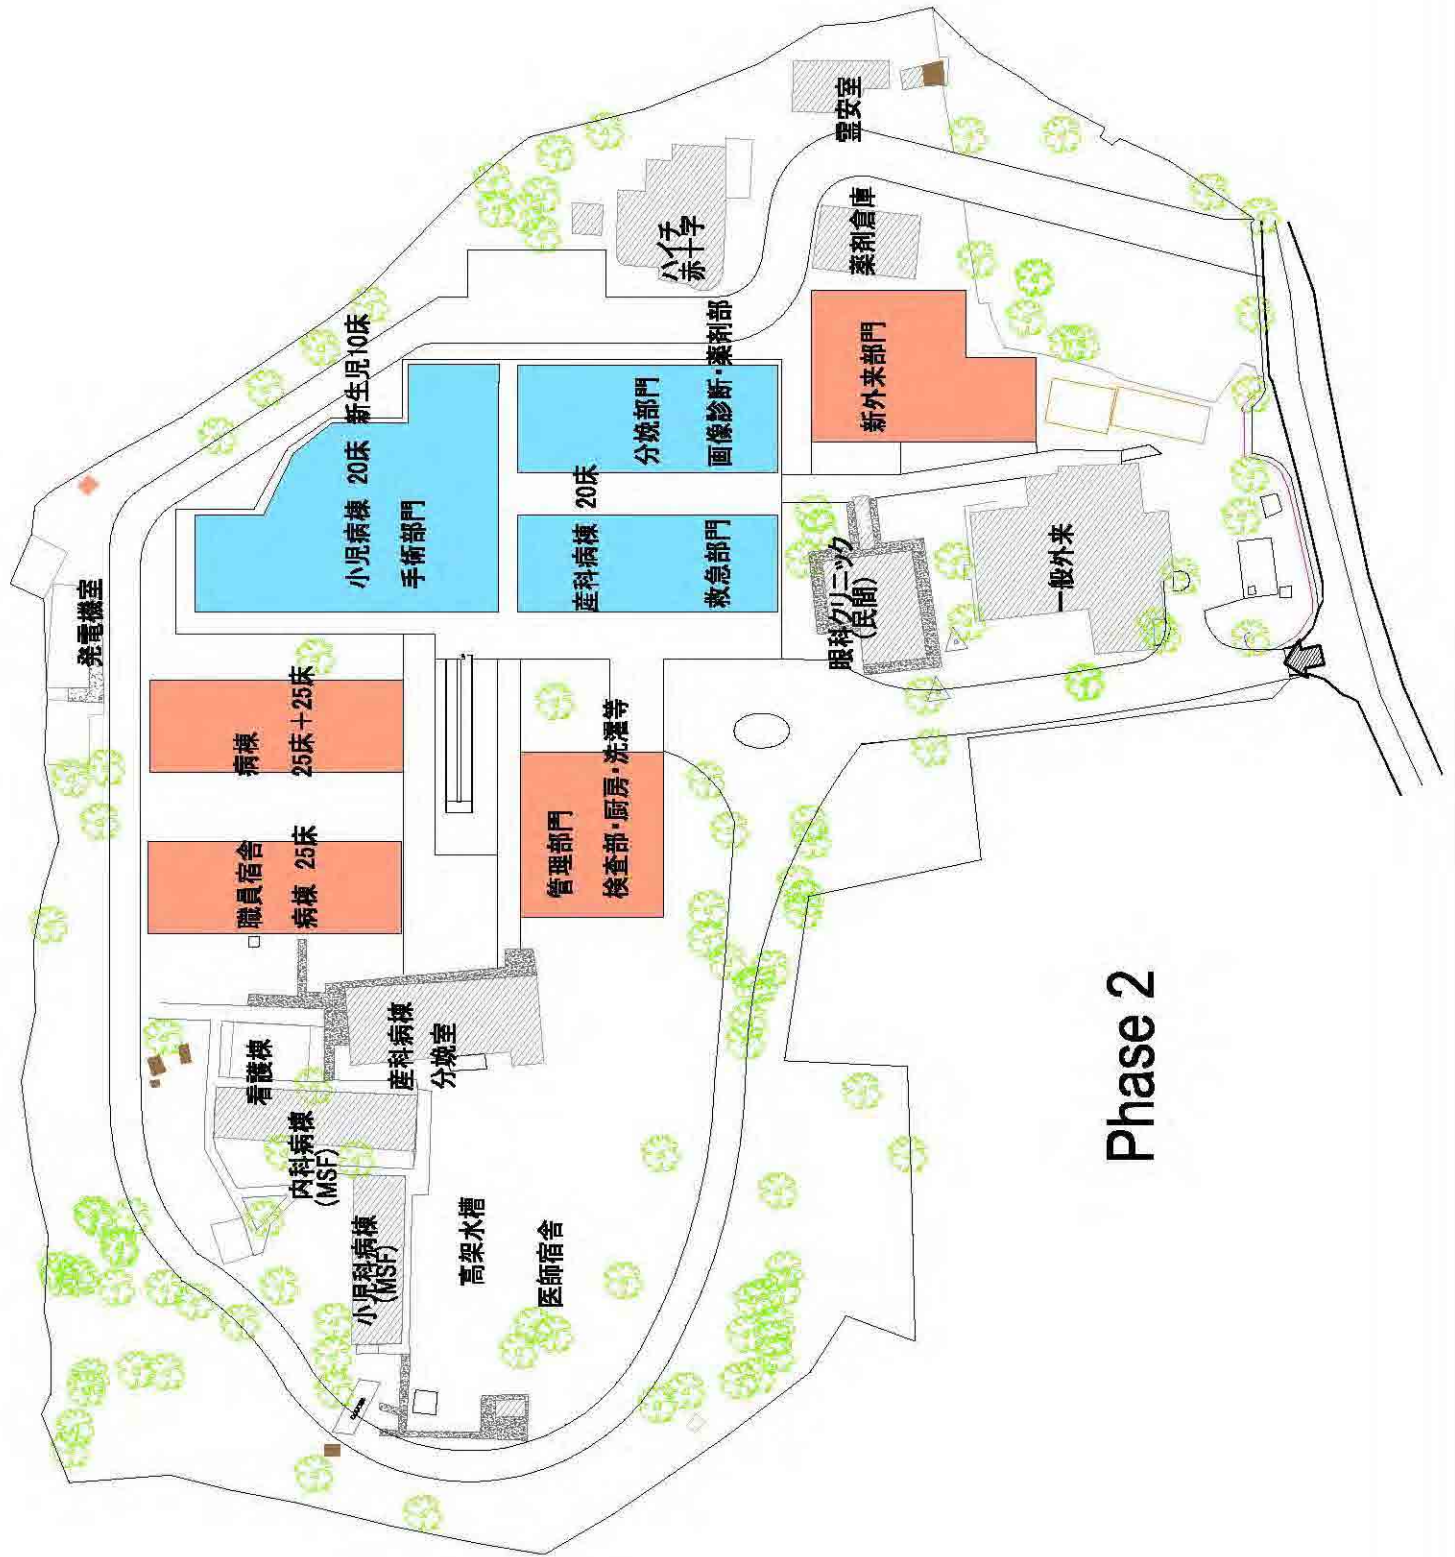 発電機室
病棟
25床+25床
職員宿舎
病棟 25床
看護棟
内科病棟
(MSF)
小児科病棟
(MSF)
産科病棟
分娩室
高架水槽
医師宿舎
小児病棟 20床 新生児10床
手術部門
産科病棟 20床
救急部門
分娩部門
画像診断・薬剤部
管理部門
検査部・厨房・洗濯等
ハイチ
赤十字
霊安室
薬剤倉庫
新外来部門
眼科クリニック
(民間)
一般外来
Phase 2